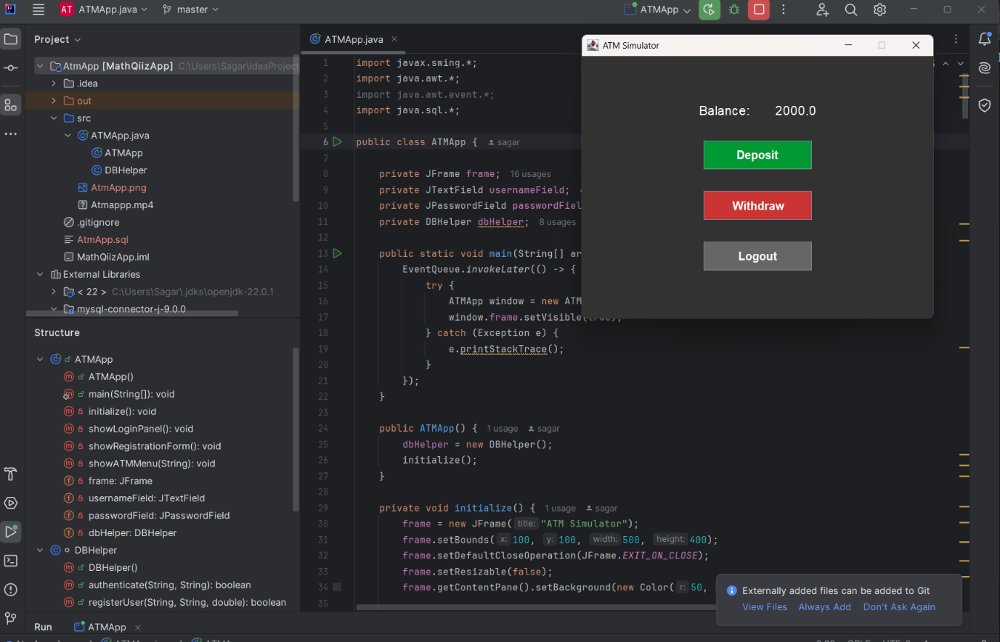 AT ATMApp.java master ATMApp
Project
AtmApp [MathQiizApp] C:\Users\Sagar\IdeaProject
.idea
out
src
ATMApp.java
ATMApp
DBHelper
AtmApp.png
Atmappp.mp4
.gitignore
AtmApp.sql
MathQiizApp.iml
External Libraries
< 22 > C:\Users\Sagar\.jdks\openjdk-22.0.1
mysql-connector-j-9.0.0
Structure
ATMApp
ATMApp()
main(String[]): void
initialize(): void
showLoginPanel(): void
showRegistrationForm(): void
showATMMenu(String): void
frame: JFrame
usernameField: JTextField
passwordField: JPasswordField
dbHelper: DBHelper
DBHelper
DBHelper()
authenticate(String, String): boolean
registerUser(String, String, double): boolean
ATMApp.java
1 import javax.swing.*;
2 import java.awt.*;
3 import java.awt.event.*;
4 import java.sql.*;
5
6 public class ATMApp { sagar
7
8 private JFrame frame; 16 usages
9 private JTextField usernameField;
10 private JPasswordField passwordFiel
11 private DBHelper dbHelper; 8 usages
12
13 public static void main(String[] ar
14 EventQueue.invokeLater(() -> {
15 try {
16 ATMApp window = new ATM
17 window.frame.setVisible(true);
18 } catch (Exception e) {
19 e.printStackTrace();
20 }
21 });
22 }
23
24 public ATMApp() { 1 usage sagar
25 dbHelper = new DBHelper();
26 initialize();
27 }
28
29 private void initialize() { 1 usage sagar
30 frame = new JFrame( title: "ATM Simulator");
31 frame.setBounds( x: 100, y: 100, width: 500, height: 400);
32 frame.setDefaultCloseOperation(JFrame.EXIT_ON_CLOSE);
33 frame.setResizable(false);
34 frame.getContentPane().setBackground(new Color( r: 50,
35
ATM Simulator
Balance: 2000.0
Deposit
Withdraw
Logout
Externally added files can be added to Git
View Files Always Add Don't Ask Again
Run ATMApp